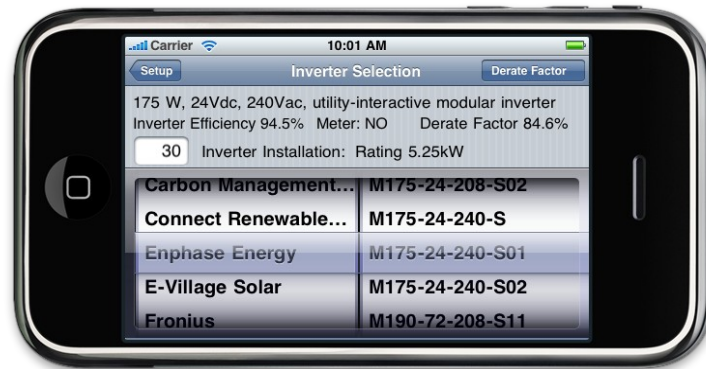 Carrier 10:01 AM
Setup Inverter Selection Derate Factor
175 W, 24Vdc, 240Vac, utility-interactive modular inverter
Inverter Efficiency 94.5% Meter: NO Derate Factor 84.6%
30 Inverter Installation: Rating 5.25kW
Carbon Management... M175-24-208-S02
Connect Renewable... M175-24-240-S
Enphase Energy M175-24-240-S01
E-Village Solar M175-24-240-S02
Fronius M190-72-208-S11